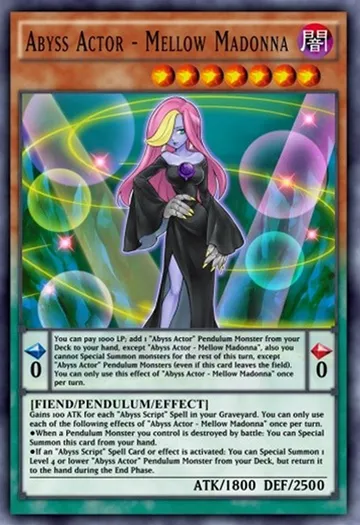 Abyss Actor - Mellow Madonna
闇
You can pay 1000 LP; add 1 "Abyss Actor" Pendulum Monster from your
Deck to your hand, except "Abyss Actor - Mellow Madonna", also you
cannot Special Summon monsters for the rest of this turn, except
"Abyss Actor" Pendulum Monsters (even if this card leaves the field).
You can only use this effect of "Abyss Actor - Mellow Madonna" once
per turn.
0
0
[FIEND/PENDULUM/EFFECT]
Gains 100 ATK for each "Abyss Script" Spell in your Graveyard. You can only use
each of the following effects of "Abyss Actor - Mellow Madonna" once per turn.
●When a Pendulum Monster you control is destroyed by battle: You can Special
Summon this card from your hand.
●If an "Abyss Script" Spell Card or effect is activated: You can Special Summon 1
Level 4 or lower "Abyss Actor" Pendulum Monster from your Deck, but return it
to the hand during the End Phase.
ATK/1800 DEF/2500